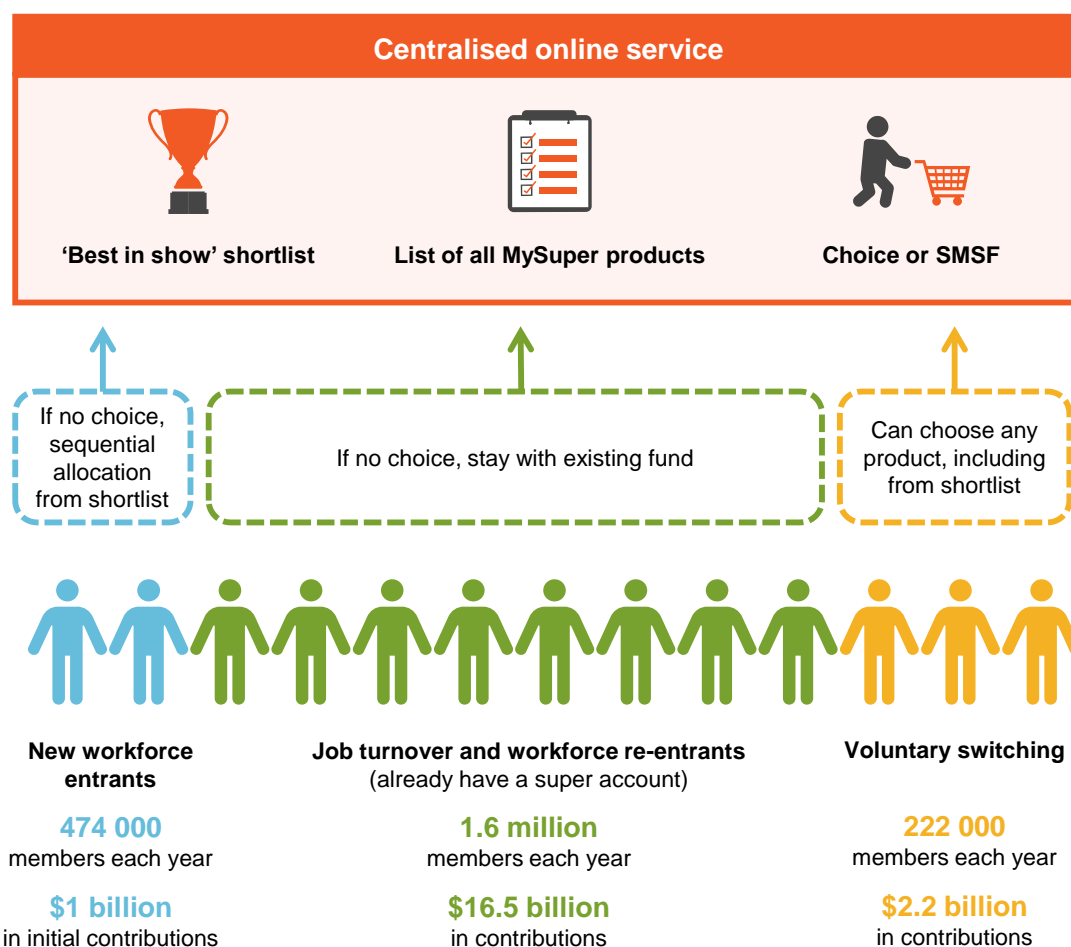 Centralised online service
‘Best in show’ shortlist
List of all MySuper products
Choice or SMSF
If no choice,
sequential
allocation
from shortlist
If no choice, stay with existing fund
Can choose any
product, including
from shortlist
New workforce
entrants
474 000
members each year
$1 billion
in initial contributions
Job turnover and workforce re-entrants
(already have a super account)
1.6 million
members each year
$16.5 billion
in contributions
Voluntary switching
222 000
members each year
$2.2 billion
in contributions